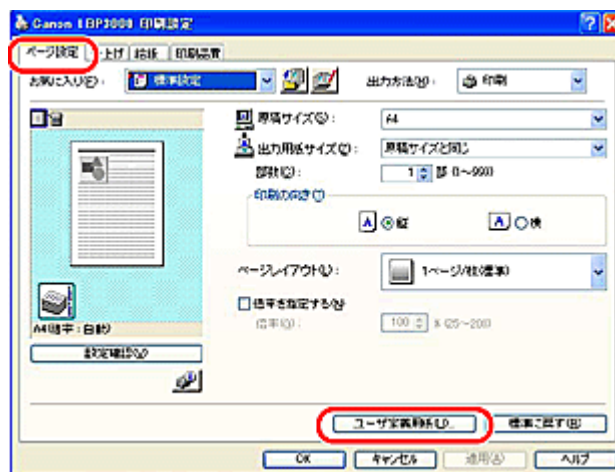 Canon LBP3000 印刷設定
ページ設定 仕上げ 給紙 印刷品質
お気に入り(F): 標準設定 出力方法(M): 印刷
原稿サイズ(S): A4
出力用紙サイズ(Z): 原稿サイズと同じ
部数(C): 1 部 (1~999)
印刷の向き(T)
A 縦 A 横
ページレイアウト(L): 1ページ/枚(標準)
倍率を指定する(N)
倍率(O): 100 % (25~200)
A4(倍率:自動)
設定確認(V)
ユーザ定義用紙(U)... 標準に戻す(R)
OK キャンセル 適用(A) ヘルプ